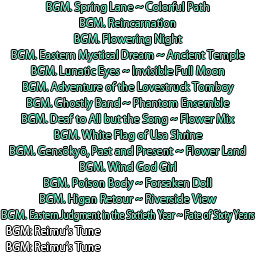 BGM. Spring Lane ~ Colorful Path
BGM. Reincarnation
BGM. Flowering Night
BGM. Eastern Mystical Dream ~ Ancient Temple
BGM. Lunatic Eyes ~ Invisible Full Moon
BGM. Adventure of the Lovestruck Tomboy
BGM. Ghostly Band ~ Phantom Ensemble
BGM. Deaf to All but the Song ~ Flower Mix
BGM. White Flag of Usa Shrine
BGM. Gensōkyō, Past and Present ~ Flower Land
BGM. Wind God Girl
BGM. Poison Body ~ Forsaken Doll
BGM. Higan Retour ~ Riverside View
BGM. Eastern Judgment in the Sixtieth Year ~ Fate of Sixty Years
BGM: Reimu's Tune
BGM: Reimu's Tune